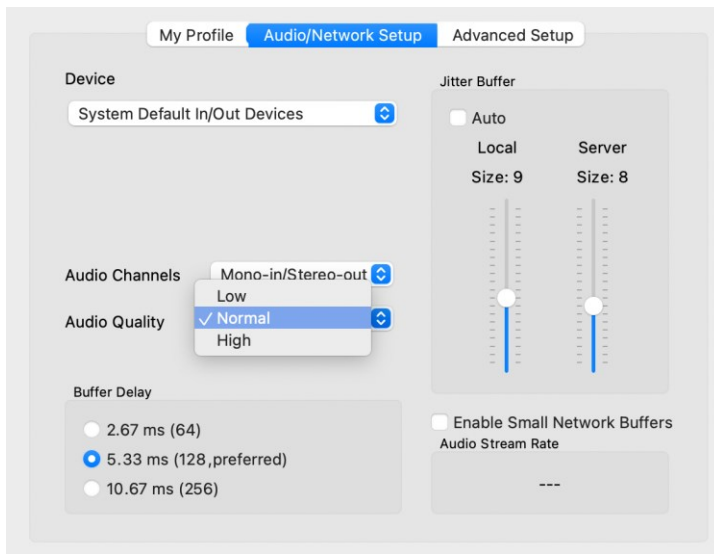 My Profile
Audio/Network Setup
Advanced Setup
Device
System Default In/Out Devices
Audio Channels
Mono-in/Stereo-out
Audio Quality
Low
✓ Normal
High
Buffer Delay
2.67 ms (64)
5.33 ms (128,preferred)
10.67 ms (256)
Jitter Buffer
Auto
Local
Server
Size: 9
Size: 8
Enable Small Network Buffers
Audio Stream Rate
---